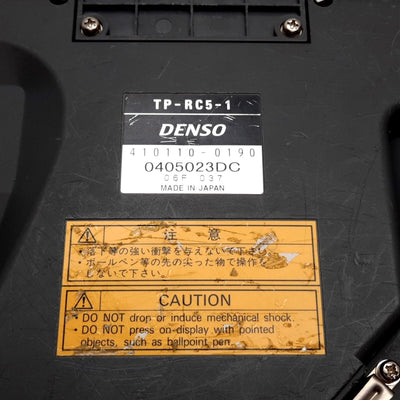 TP-RC5-1
DENSO
410110-0190
0405023DC
06F 037
MADE IN JAPAN
注 意
・落下等の強い衝撃を与えないで下さい。
・ボールペン等の先の尖った物で操作
しないで下さい。
CAUTION
• DO NOT drop or induce mechanical shock.
• DO NOT press on-display with pointed
objects, such as ballpoint pen.